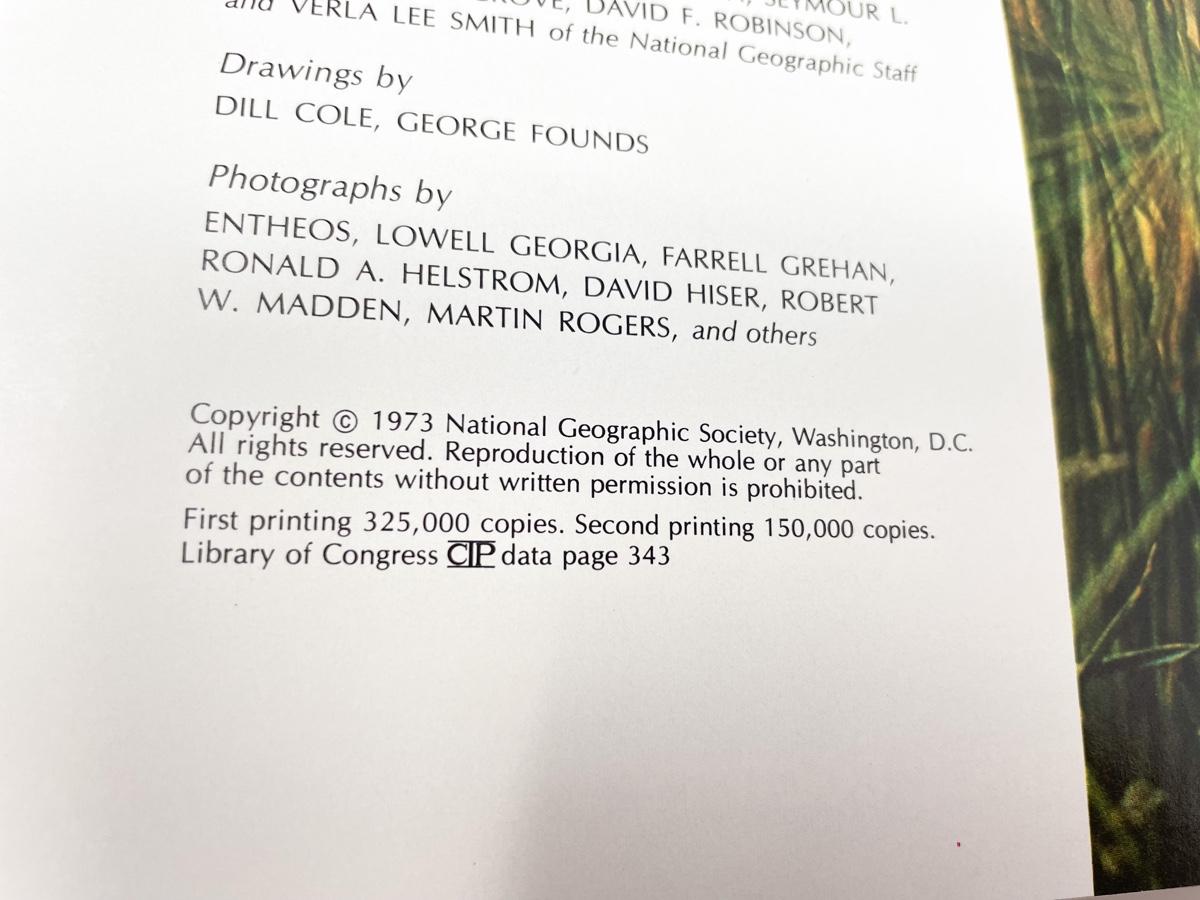 SEYMOUR L.
DAVID F. ROBINSON,
and VERLA LEE SMITH of the National Geographic Staff
Drawings by
DILL COLE, GEORGE FOUNDS
Photographs by
ENTHEOS, LOWELL GEORGIA, FARRELL GREHAN,
RONALD A. HELSTROM, DAVID HISER, ROBERT
W. MADDEN, MARTIN ROGERS, and others
Copyright © 1973 National Geographic Society, Washington, D.C.
All rights reserved. Reproduction of the whole or any part
of the contents without written permission is prohibited.
First printing 325,000 copies. Second printing 150,000 copies.
Library of Congress CIP data page 343